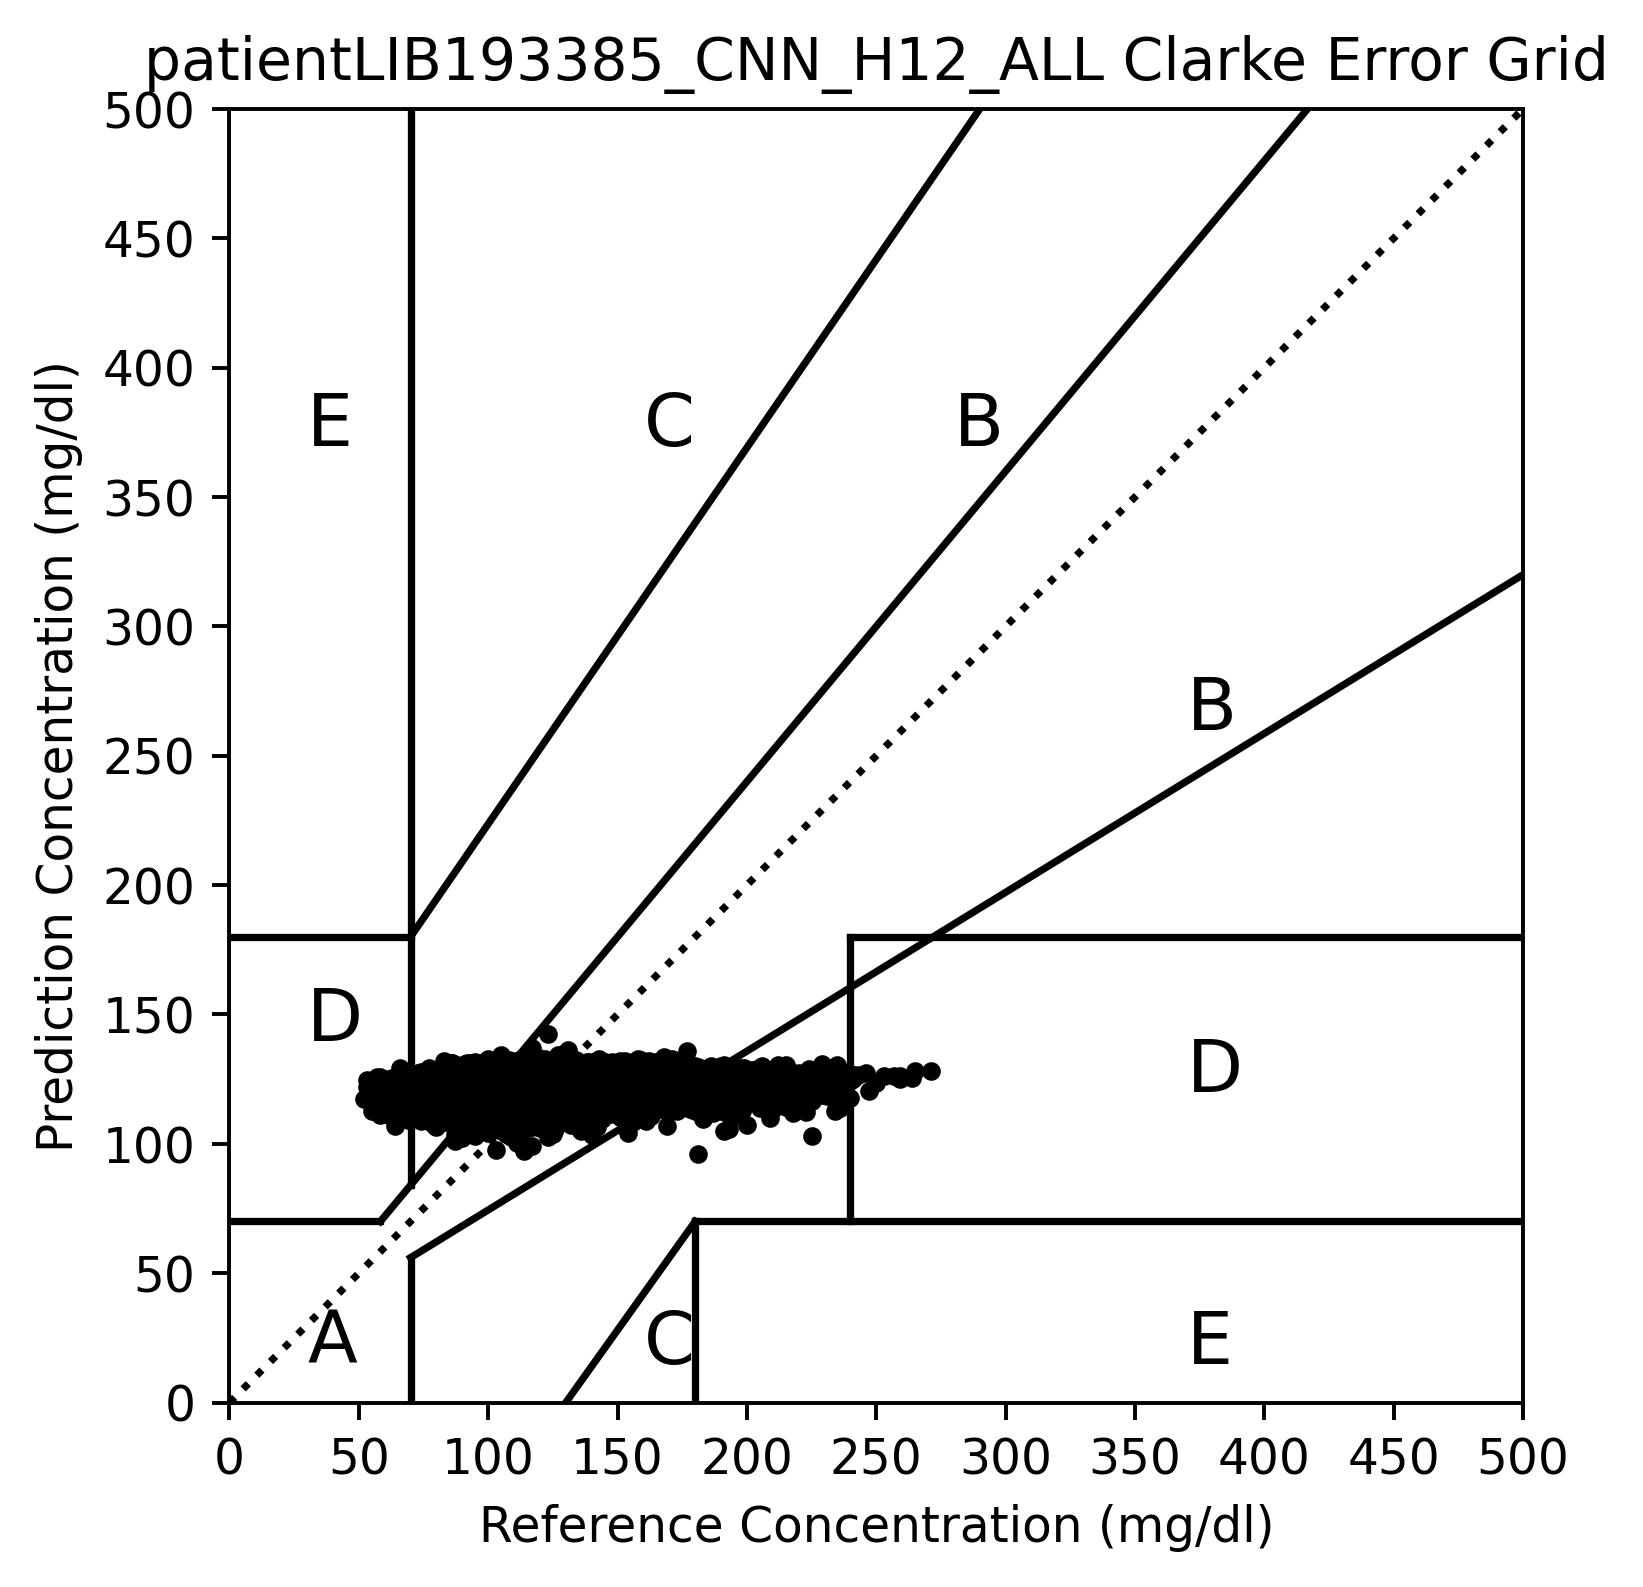 patientLIB193385_CNN_H12_ALL Clarke Error Grid
500
450
400
350
300
250
200
150
100
50
0
Prediction Concentration (mg/dl)
E
C
B
B
D
D
A
C
E
0 50 100 150 200 250 300 350 400 450 500
Reference Concentration (mg/dl)